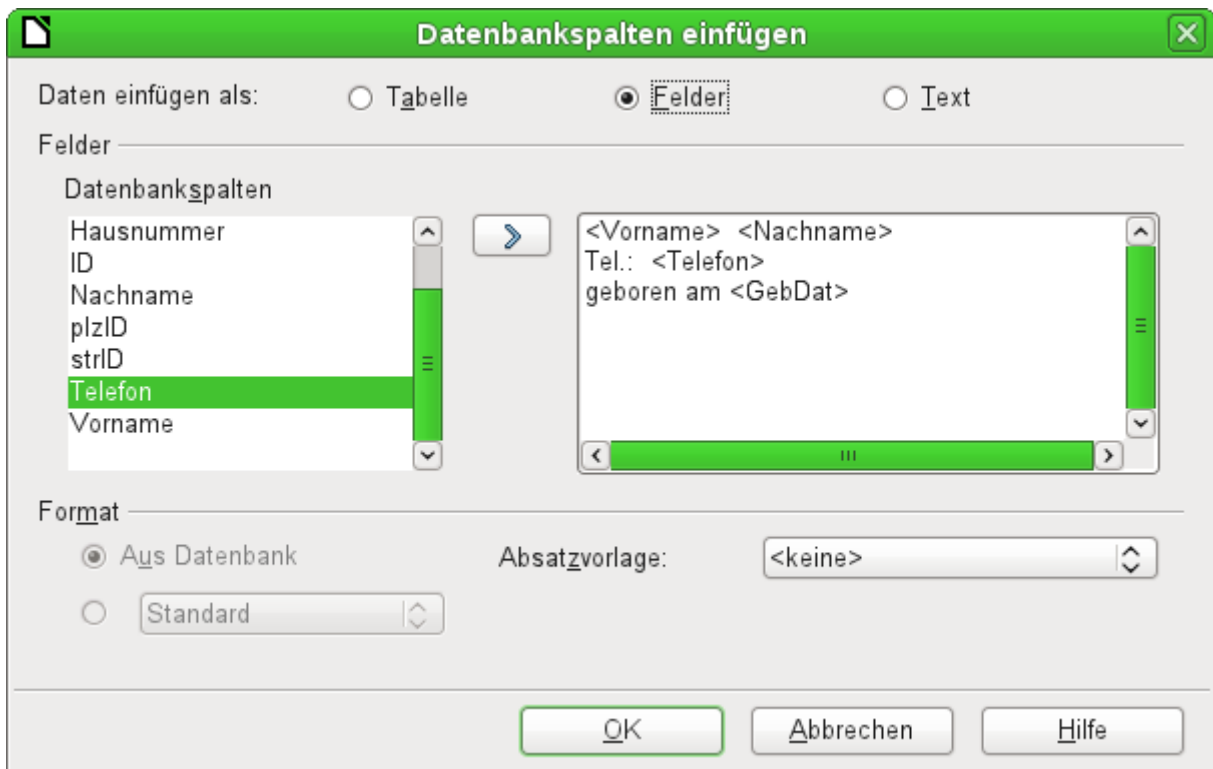 Datenbankspalten einfügen
Daten einfügen als: Tabelle Felder Text
Felder
Datenbankspalten
Hausnummer
ID
Nachname
plzID
strID
Telefon
Vorname
<Vorname> <Nachname>
Tel.: <Telefon>
geboren am <GebDat>
Format
Aus Datenbank Absatzvorlage: <keine>
Standard
OK Abbrechen Hilfe